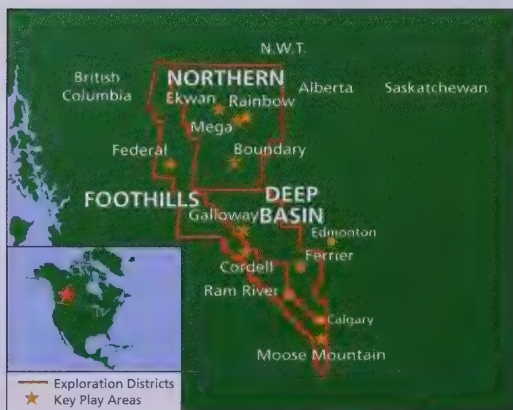 N.W.T.
British
Columbia
NORTHERN
Alberta
Saskatchewan
Ekwan
Rainbow
Mega
Federal
Boundary
FOOTHILLS
DEEP
BASIN
Galloway
Edmonton
Cordell
Ferrier
Ram River
Calgary
Moose Mountain
Exploration Districts
Key Play Areas